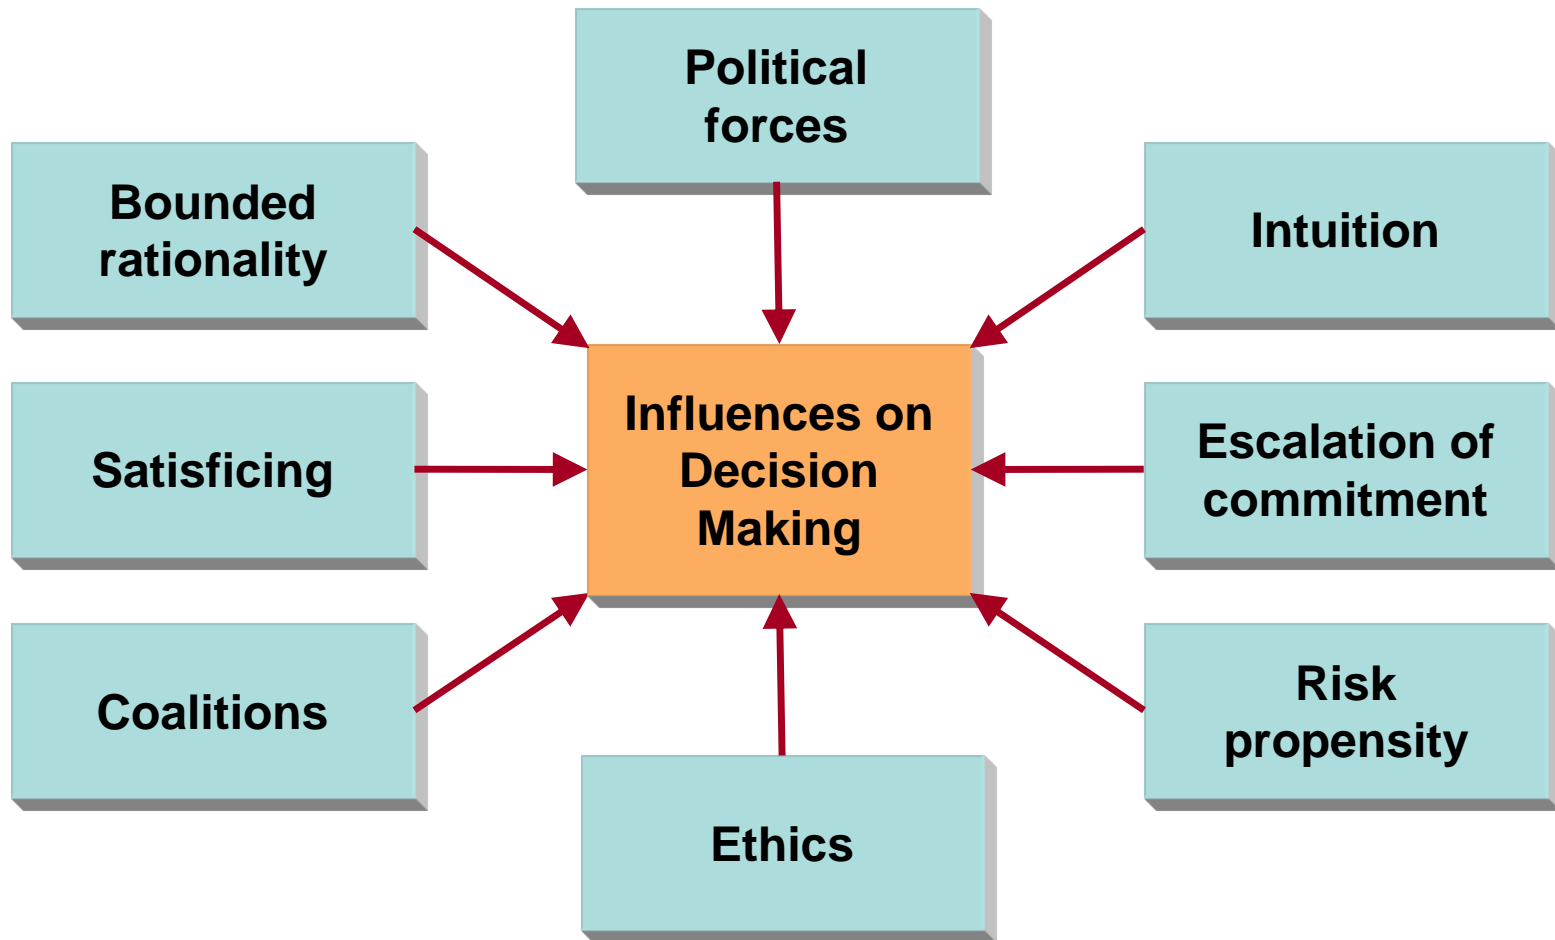 Political
forces
Bounded
rationality
Intuition
Influences on
Decision
Making
Satisficing
Escalation of
commitment
Coalitions
Risk
propensity
Ethics